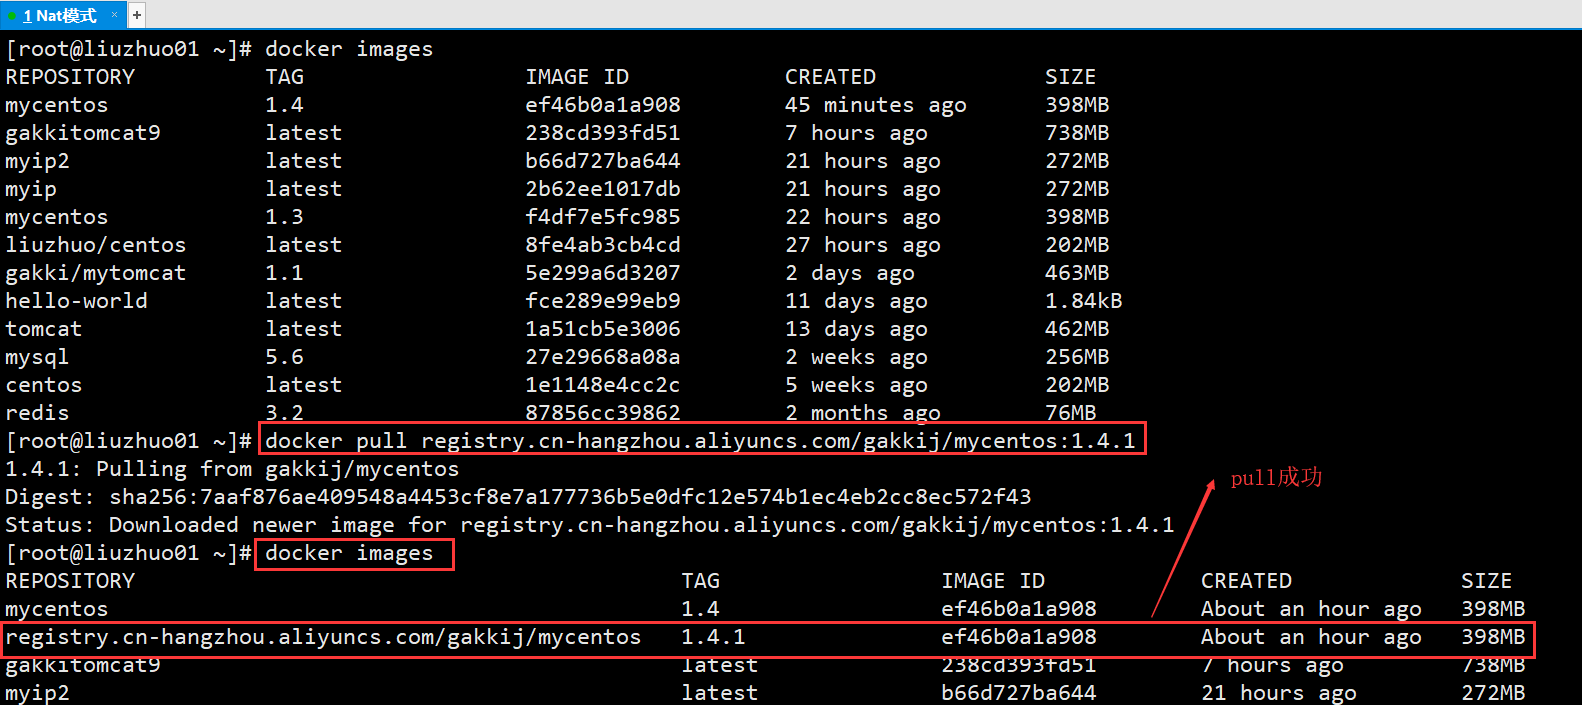 1 Nat模式 × +
[root@liuzhuo01 ~]# docker images
REPOSITORY TAG IMAGE ID CREATED SIZE
mycentos 1.4 ef46b0a1a908 45 minutes ago 398MB
gakkitomcat9 latest 238cd393fd51 7 hours ago 738MB
myip2 latest b66d727ba644 21 hours ago 272MB
myip latest 2b62ee1017db 21 hours ago 272MB
mycentos 1.3 f4df7e5fc985 22 hours ago 398MB
liuzhuo/centos latest 8fe4ab3cb4cd 27 hours ago 202MB
gakki/mytomcat 1.1 5e299a6d3207 2 days ago 463MB
hello-world latest fce289e99eb9 11 days ago 1.84kB
tomcat latest 1a51cb5e3006 13 days ago 462MB
mysql 5.6 27e29668a08a 2 weeks ago 256MB
centos latest 1e1148e4cc2c 5 weeks ago 202MB
redis 3.2 87856cc39862 2 months ago 76MB
[root@liuzhuo01 ~]# docker pull registry.cn-hangzhou.aliyuncs.com/gakkij/mycentos:1.4.1
1.4.1: Pulling from gakkij/mycentos
pull成功
Digest: sha256:7aaf876ae409548a4453cf8e7a177736b5e0dfc12e574b1ec4eb2cc8ec572f43
Status: Downloaded newer image for registry.cn-hangzhou.aliyuncs.com/gakkij/mycentos:1.4.1
[root@liuzhuo01 ~]# docker images
REPOSITORY TAG IMAGE ID CREATED SIZE
mycentos 1.4 ef46b0a1a908 About an hour ago 398MB
registry.cn-hangzhou.aliyuncs.com/gakkij/mycentos 1.4.1 ef46b0a1a908 About an hour ago 398MB
gakkitomcat9 latest 238cd393fd51 7 hours ago 738MB
myip2 latest b66d727ba644 21 hours ago 272MB